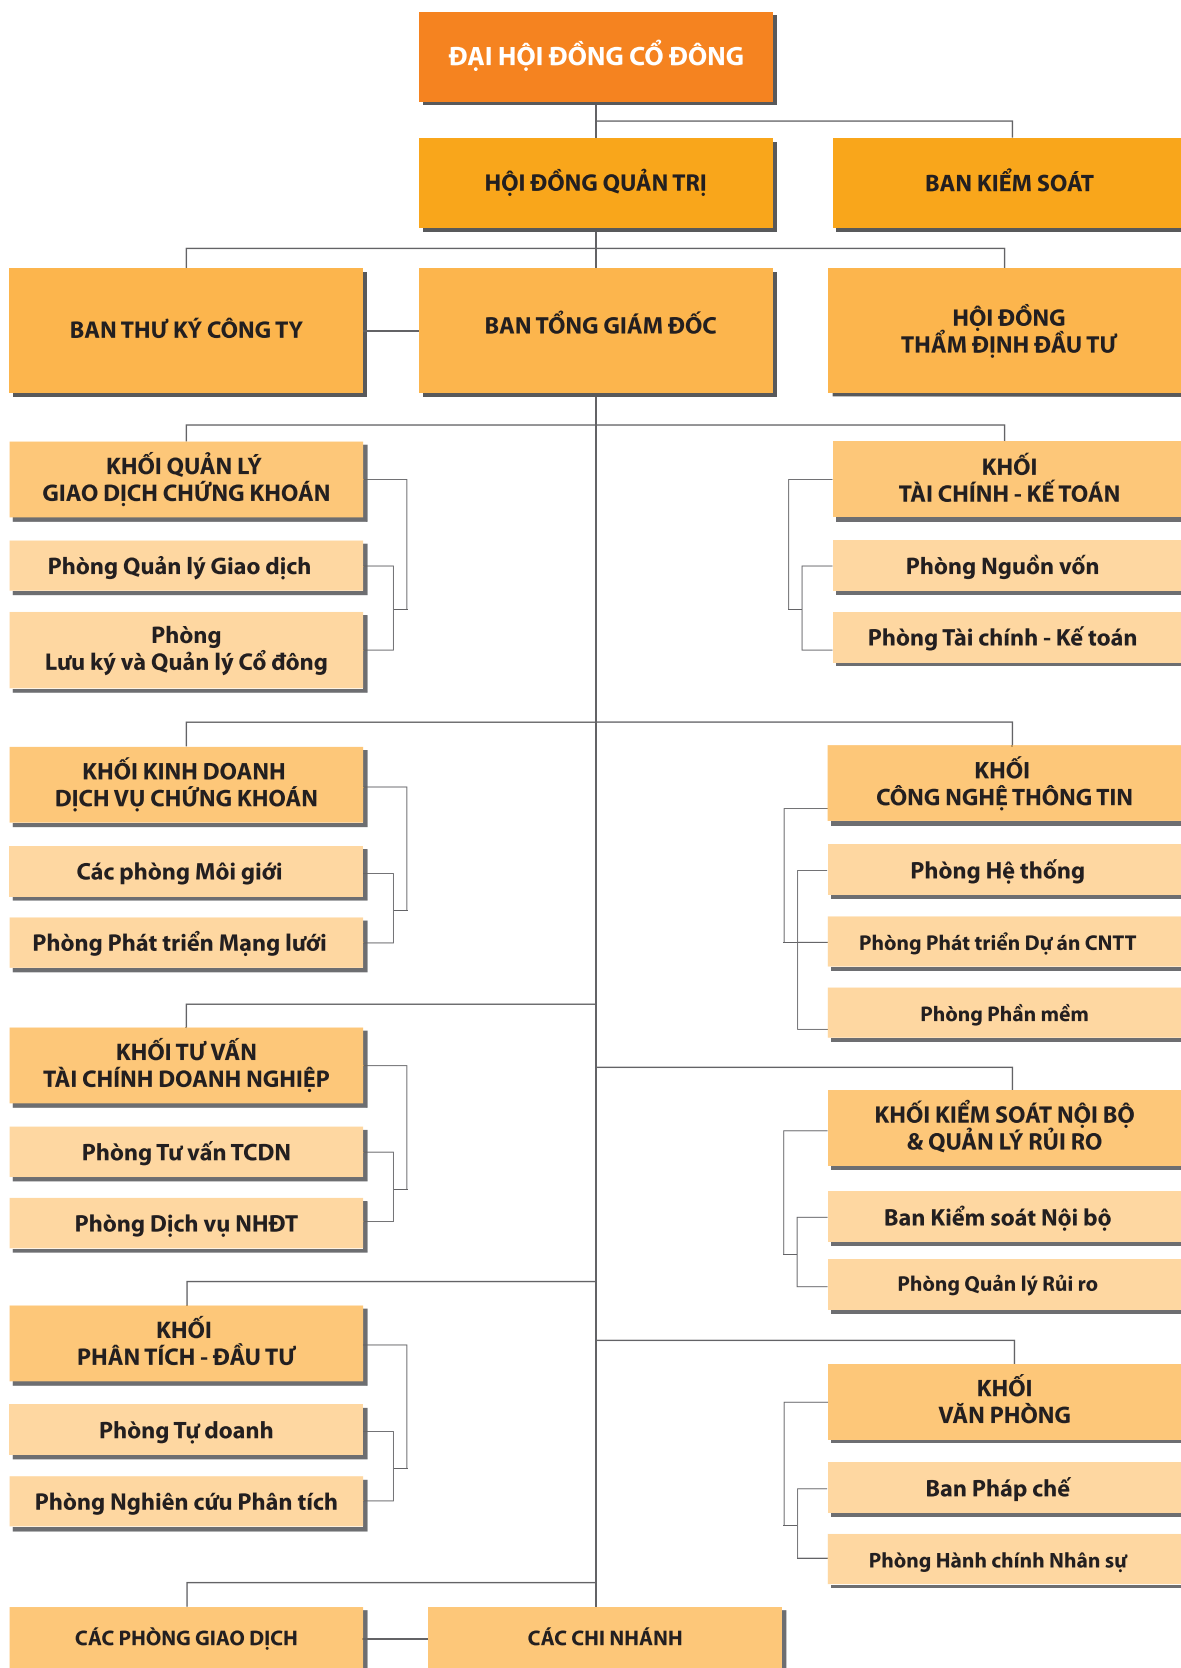 ĐẠI HỘI ĐỒNG CỔ ĐÔNG
HỘI ĐỒNG QUẢN TRỊ
BAN KIỂM SOÁT
BAN THƯ KÝ CÔNG TY
BAN TỔNG GIÁM ĐỐC
HỘI ĐỒNG
THẨM ĐỊNH ĐẦU TƯ
KHỐI QUẢN LÝ
GIAO DỊCH CHỨNG KHOÁN
Phòng Quản lý Giao dịch
Phòng
Lưu ký và Quản lý Cổ đông
KHỐI
TÀI CHÍNH - KẾ TOÁN
Phòng Nguồn vốn
Phòng Tài chính - Kế toán
KHỐI KINH DOANH
DỊCH VỤ CHỨNG KHOÁN
Các phòng Môi giới
Phòng Phát triển Mạng lưới
KHỐI
CÔNG NGHỆ THÔNG TIN
Phòng Hệ thống
Phòng Phát triển Dự án CNTT
Phòng Phần mềm
KHỐI TƯ VẤN
TÀI CHÍNH DOANH NGHIỆP
Phòng Tư vấn TCDN
Phòng Dịch vụ NHĐT
KHỐI KIỂM SOÁT NỘI BỘ
& QUẢN LÝ RỦI RO
Ban Kiểm soát Nội bộ
Phòng Quản lý Rủi ro
KHỐI
PHÂN TÍCH - ĐẦU TƯ
Phòng Tự doanh
Phòng Nghiên cứu Phân tích
KHỐI
VĂN PHÒNG
Ban Pháp chế
Phòng Hành chính Nhân sự
CÁC PHÒNG GIAO DỊCH
CÁC CHI NHÁNH